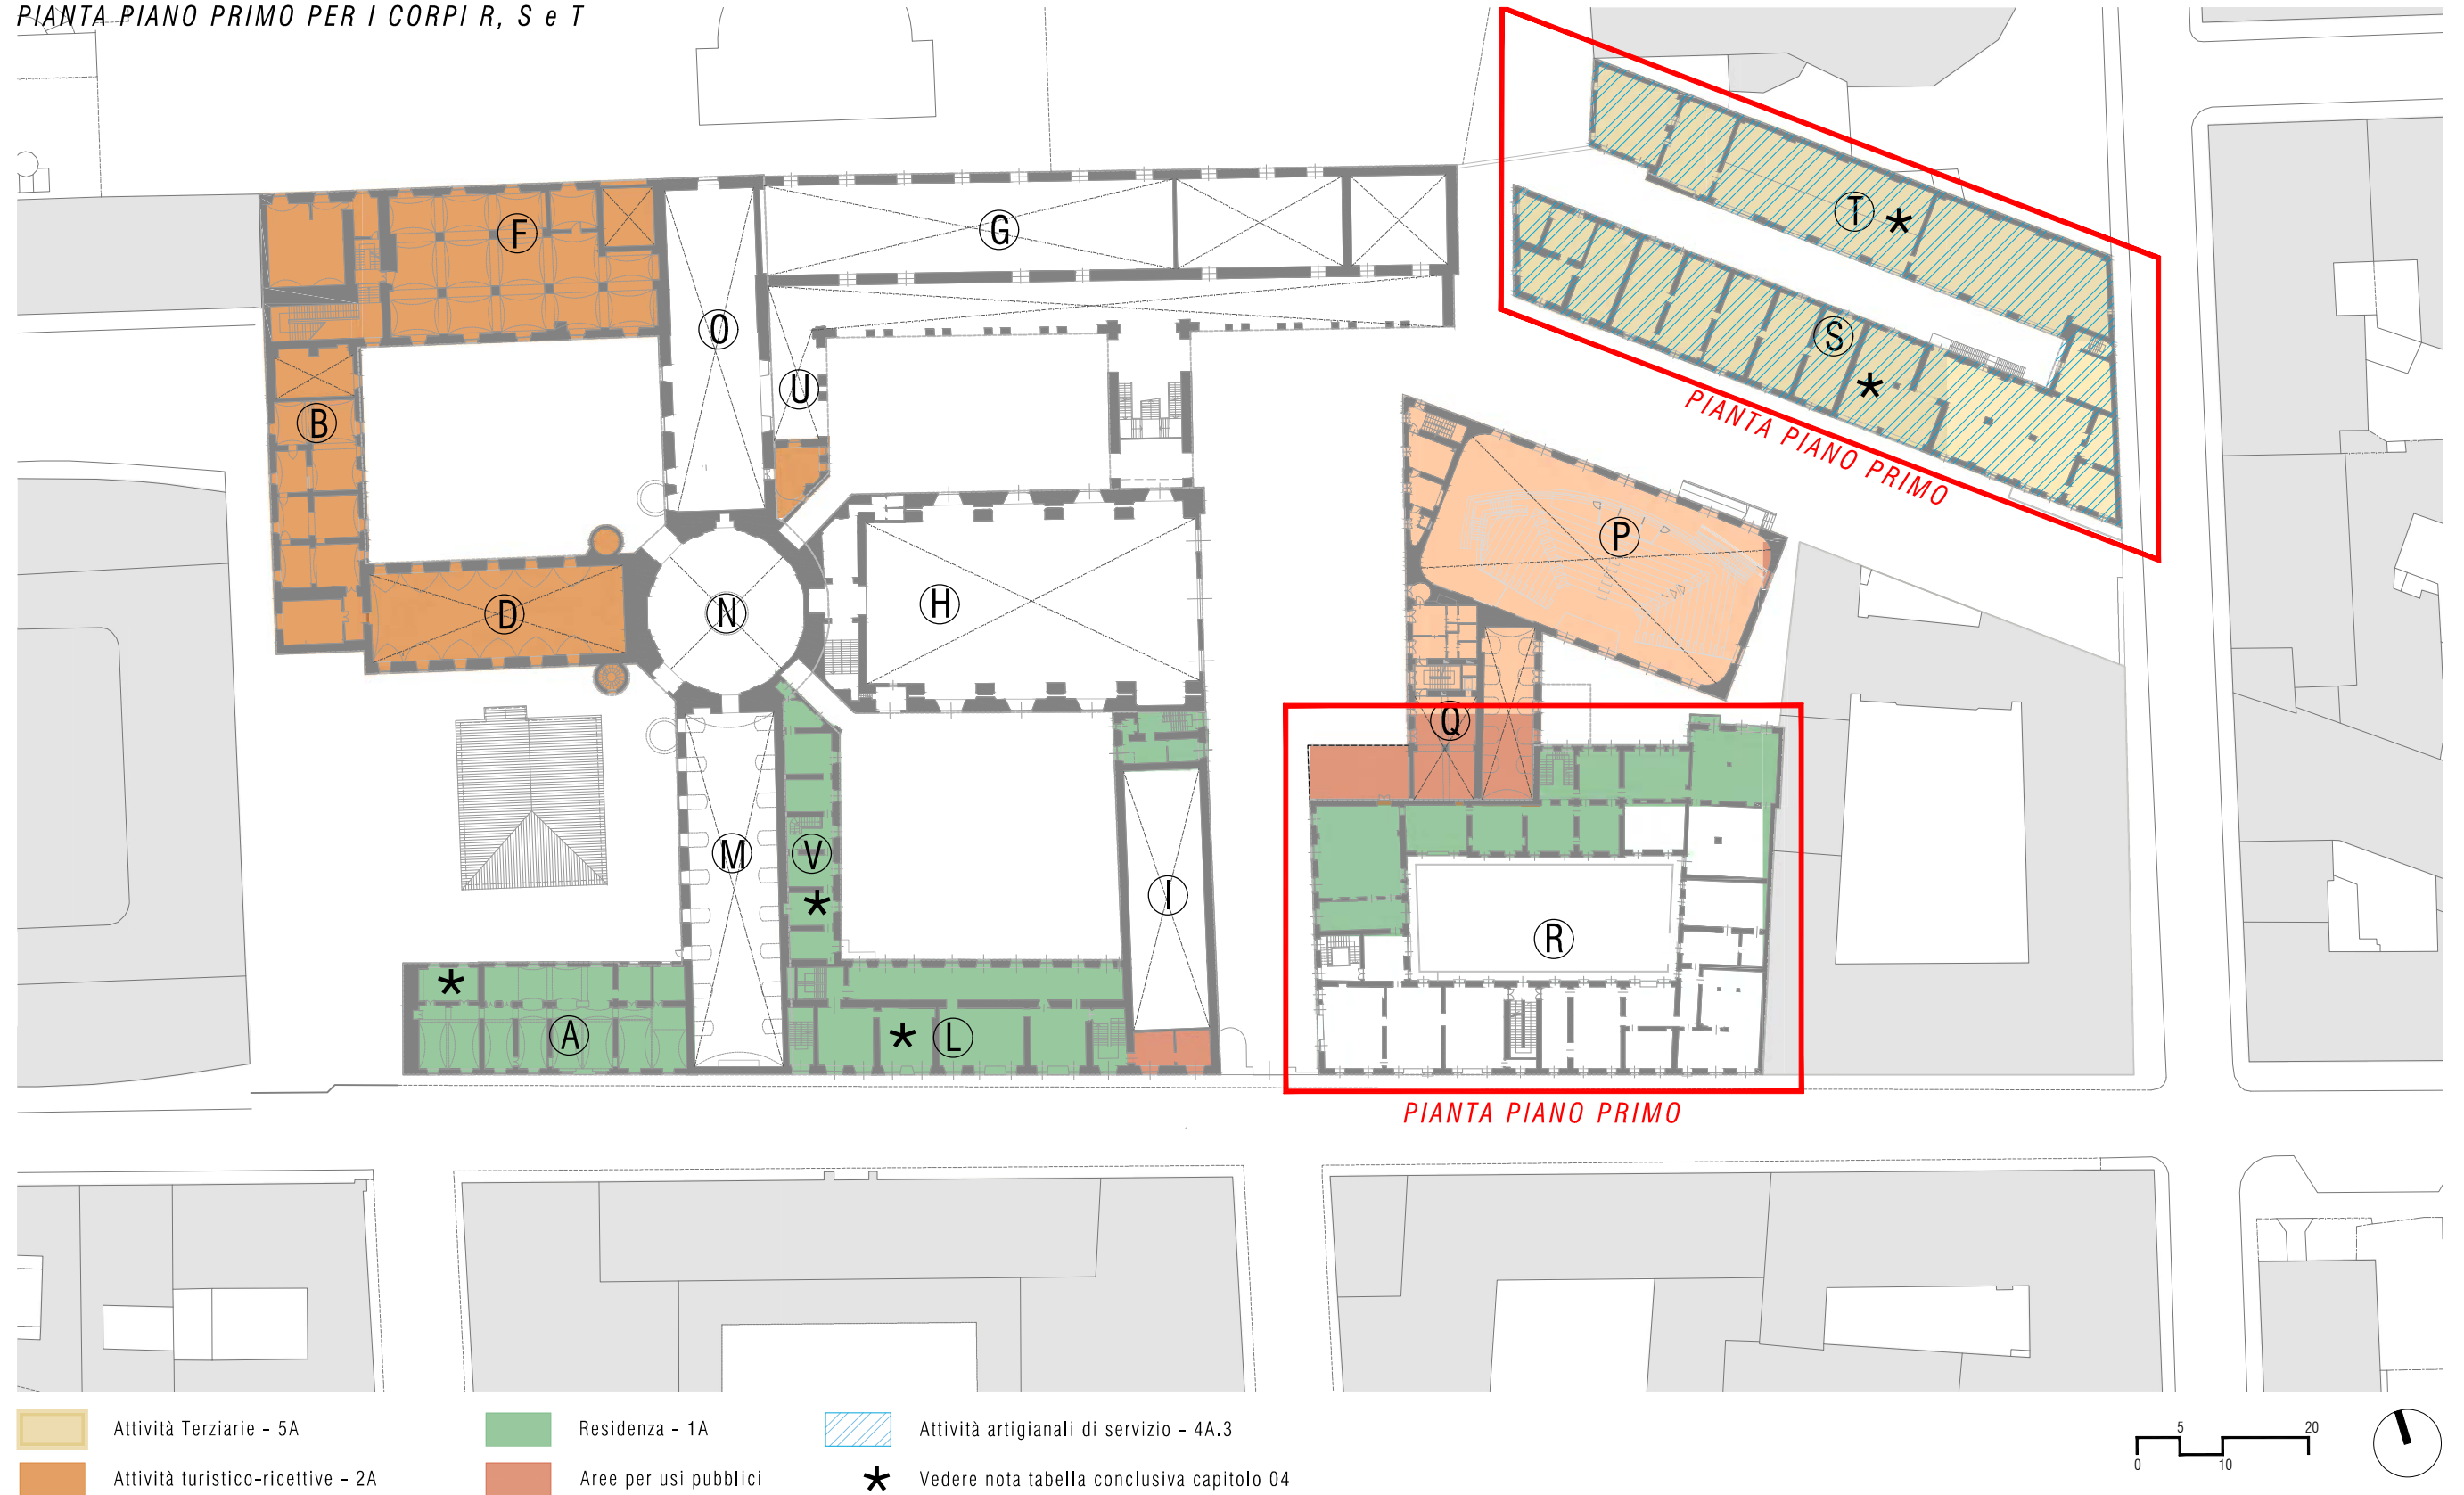 PIANTA PIANO PRIMO PER I CORPI R, S e T
T
*
F
G
O
S
U
*
B
PIANTA PIANO PRIMO
P
H
D
N
Q
M
V
I
*
R
*
A
*
L
PIANTA PIANO PRIMO
Attività Terziarie - 5A
Residenza - 1A
Attività artigianali di servizio - 4A.3
Attività turistico-ricettive - 2A
Aree per usi pubblici
* Vedere nota tabella conclusiva capitolo 04
5 20
0 10